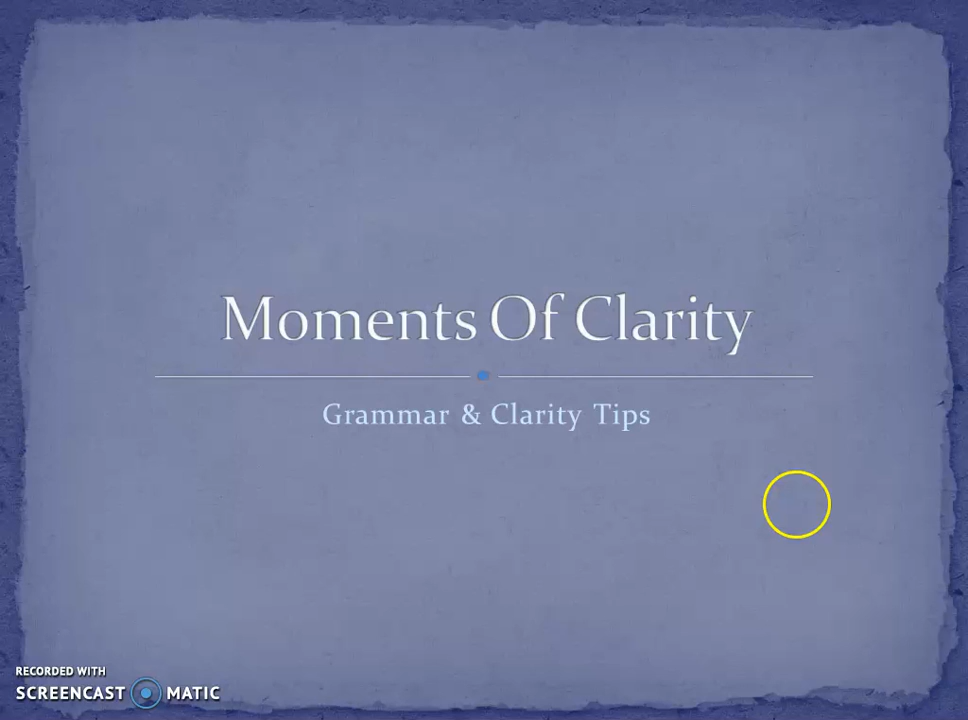 Moments Of Clarity
Grammar & Clarity Tips
RECORDED WITH
SCREENCAST MATIC